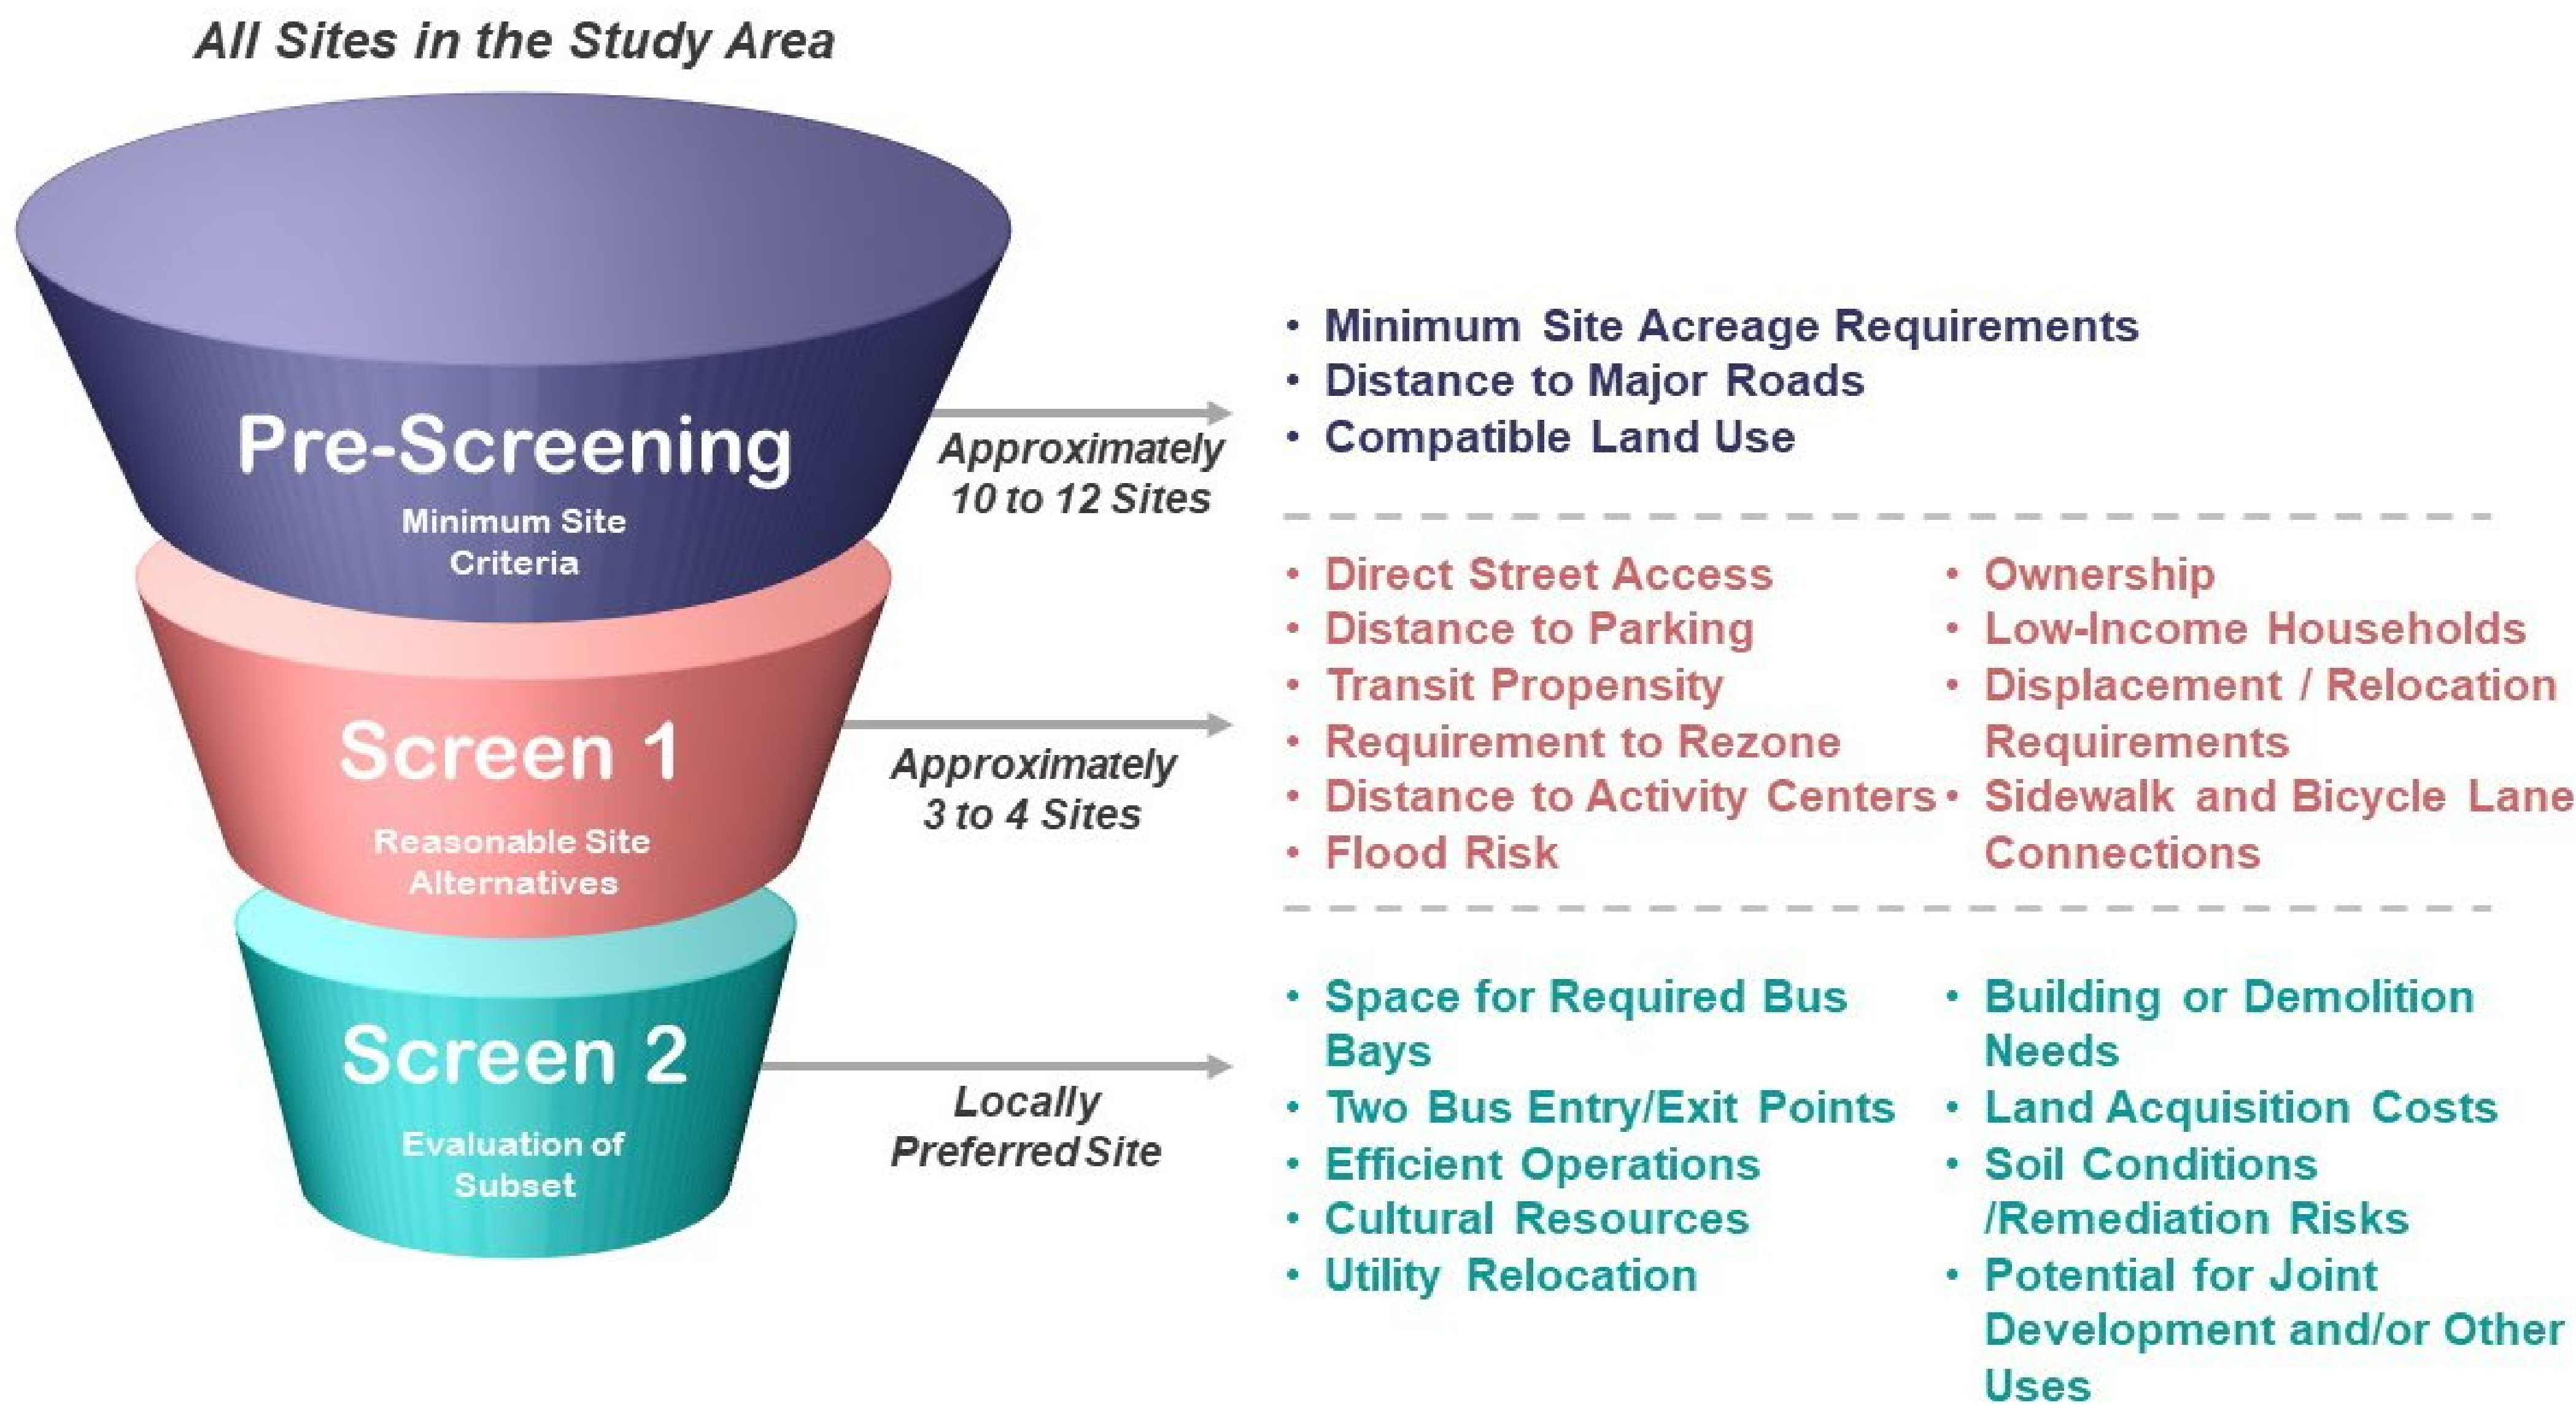 All Sites in the Study Area
Pre-Screening
Minimum Site
Criteria
Approximately
10 to 12 Sites
• Minimum Site Acreage Requirements
• Distance to Major Roads
• Compatible Land Use
Screen 1
Reasonable Site
Alternatives
Approximately
3 to 4 Sites
• Direct Street Access
• Distance to Parking
• Transit Propensity
• Requirement to Rezone
• Distance to Activity Centers
• Flood Risk
• Ownership
• Low-Income Households
• Displacement / Relocation
Requirements
• Sidewalk and Bicycle Lane
Connections
Screen 2
Evaluation of
Subset
Locally
Preferred Site
• Space for Required Bus
Bays
• Two Bus Entry/Exit Points
• Efficient Operations
• Cultural Resources
• Utility Relocation
• Building or Demolition
Needs
• Land Acquisition Costs
• Soil Conditions
/Remediation Risks
• Potential for Joint
Development and/or Other
Uses